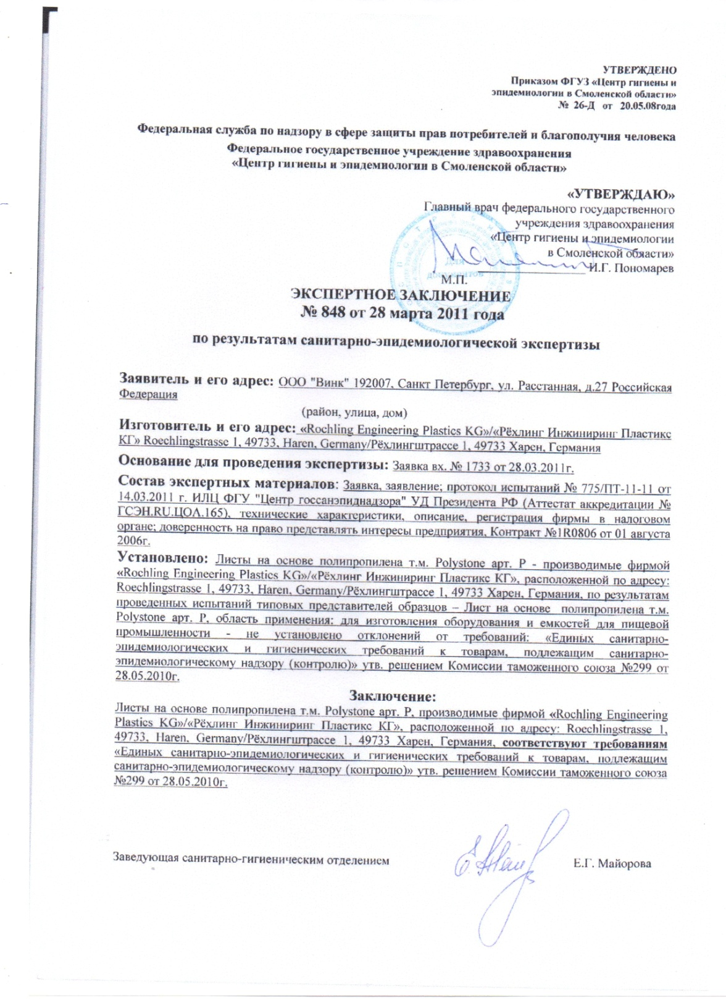 УТВЕРЖДЕНО
Приказом ФГУЗ «Центр гигиены и
эпидемиологии в Смоленской области»
№ 26-Д от 20.05.08года
Федеральная служба по надзору в сфере защиты прав потребителей и благополучия человека
Федеральное государственное учреждение здравоохранения
«Центр гигиены и эпидемиологии в Смоленской области»
«УТВЕРЖДАЮ»
Главный врач федерального государственного
учреждения здравоохранения
«Центр гигиены и эпидемиологии
в Смоленской области»
И.Г. Пономарев
Для
документов
М.П.
ЭКСПЕРТНОЕ ЗАКЛЮЧЕНИЕ
№ 848 от 28 марта 2011 года
по результатам санитарно-эпидемиологической экспертизы
Заявитель и его адрес: ООО "Винк" 192007, Санкт Петербург, ул. Расстанная, д.27 Российская
Федерация
(район, улица, дом)
Изготовитель и его адрес: «Rochling Engineering Plastics KG»/«Рёхлинг Инжиниринг Пластикс
КГ» Roechlingstrasse 1, 49733, Haren, Germany/Рёхлингштрассе 1, 49733 Харен, Германия
Основание для проведения экспертизы: Заявка вх. № 1733 от 28.03.2011г.
Состав экспертных материалов: Заявка, заявление; протокол испытаний № 775/ПТ-11-11 от
14.03.2011 г. ИЛЦ ФГУ "Центр госсанэпиднадзора" УД Президента РФ (Аттестат аккредитации №
ГСЭН.RU.ЦОА.165), технические характеристики, описание, регистрация фирмы в налоговом
органе; доверенность на право представлять интересы предприятия, Контракт №1R0806 от 01 августа
2006г.
Установлено: Листы на основе полипропилена т.м. Polystone арт. Р - производимые фирмой
«Rochling Engineering Plastics KG»/«Рёхлинг Инжиниринг Пластикс КГ», расположенной по адресу:
Roechlingstrasse 1, 49733, Haren, Germany/Рёхлингштрассе 1, 49733 Харен, Германия, по результатам
проведенных испытаний типовых представителей образцов – Лист на основе полипропилена т.м.
Polystone арт. Р, область применения: для изготовления оборудования и емкостей для пищевой
промышленности - не установлено отклонений от требований: «Единых санитарно-
эпидемиологических и гигиенических требований к товарам, подлежащим санитарно-
эпидемиологическому надзору (контролю)» утв. решением Комиссии таможенного союза №299 от
28.05.2010г.
Заключение:
Листы на основе полипропилена т.м. Polystone арт. Р, производимые фирмой «Rochling Engineering
Plastics KG»/«Рёхлинг Инжиниринг Пластикс КГ», расположенной по адресу: Roechlingstrasse 1,
49733, Haren, Germany/Рёхлингштрассе 1, 49733 Харен, Германия, соответствуют требованиям
«Единых санитарно-эпидемиологических и гигиенических требований к товарам, подлежащим
санитарно-эпидемиологическому надзору (контролю)» утв. решением Комиссии таможенного союза
№299 от 28.05.2010г.
Заведующая санитарно-гигиеническим отделением
Е.Г. Майорова